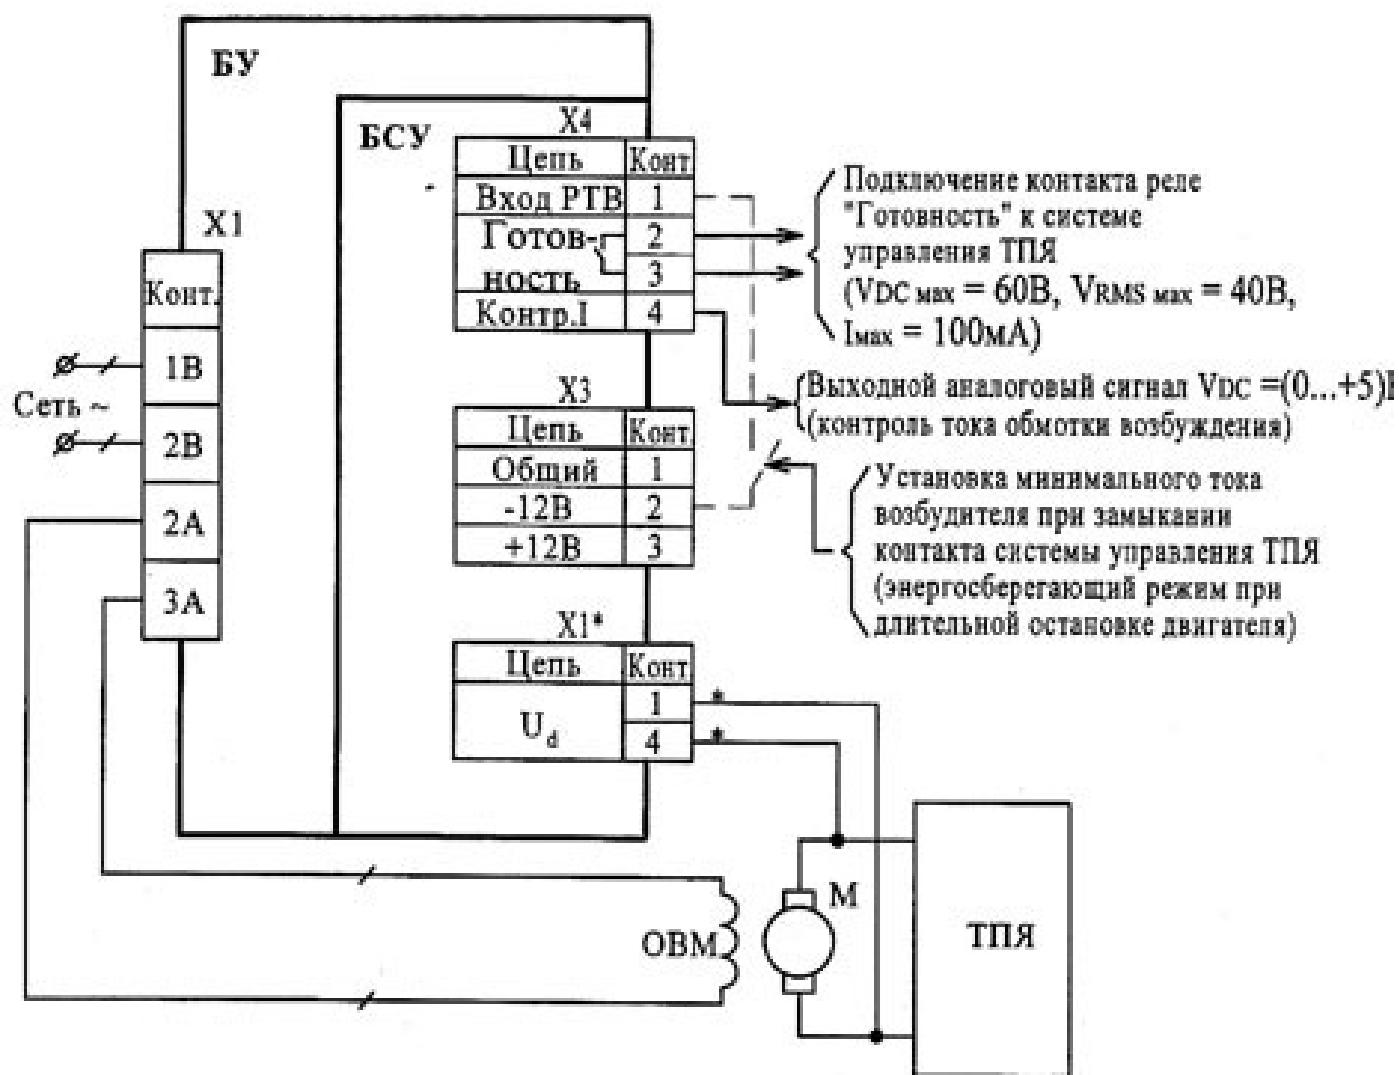 БУ
БСУ
X4
Цепь Конт
Вход РТВ 1
Готов- 2
ность 3
Контр.I 4
Подключение контакта реле
"Готовность" к системе
управления ТПЯ
(VDC мах = 60В, VRMS мах = 40В,
Iмах = 100мА)
X1
Конт.
1В
2В
2А
3А
Сеть ~
X3
Цепь Конт
Общий 1
-12В 2
+12В 3
Выходной аналоговый сигнал VDC =(0...+5)В
(контроль тока обмотки возбуждения)
Установка минимального тока
возбудителя при замыкании
контакта системы управления ТПЯ
(энергосберегающий режим при
длительной остановке двигателя)
X1*
Цепь Конт
Ud 1
4
*
*
М
ОВМ
ТПЯ